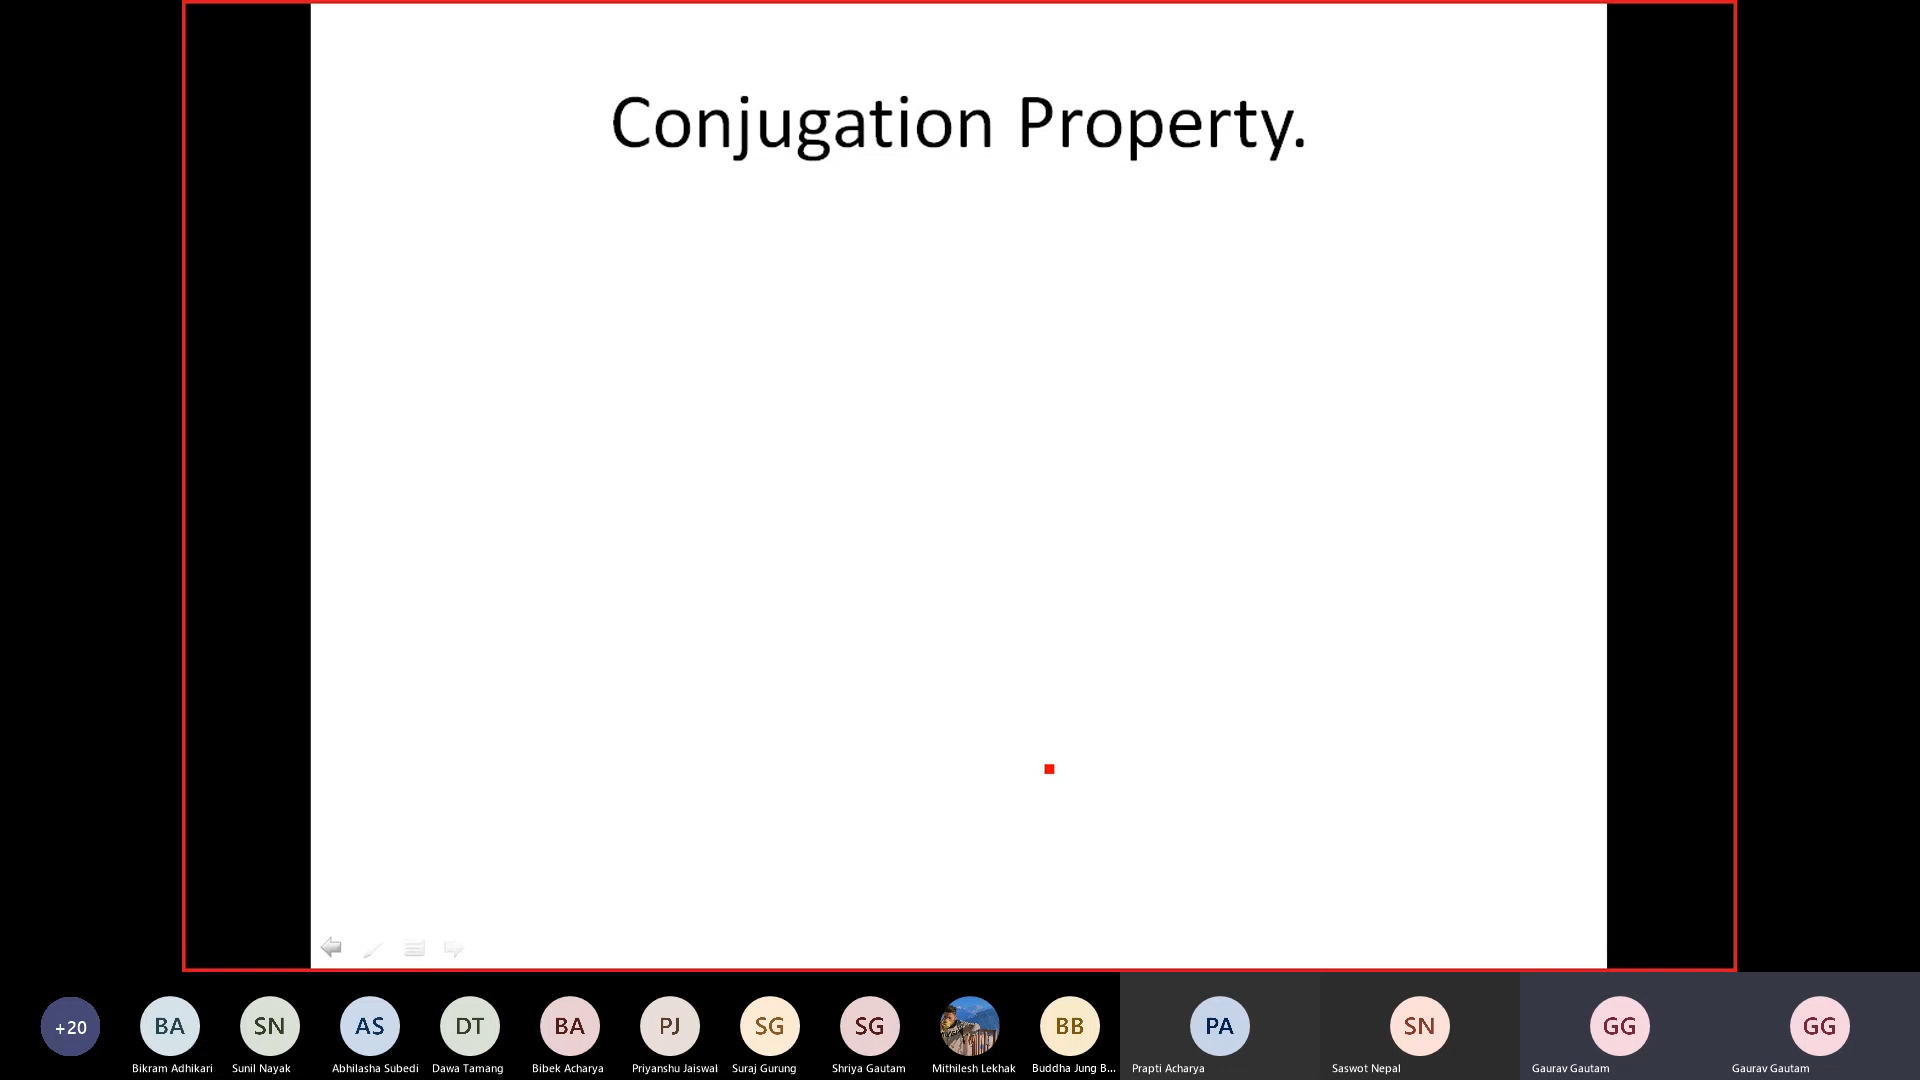 Conjugation Property.
+20
BA
SN
AS
DT
BA
PJ
SG
SG
BB
PA
SN
GG
GG
Bikram Adhikari
Sunil Nayak
Abhilasha Subedi
Dawa Tamang
Bibek Acharya
Priyanshu Jaiswal
Suraj Gurung
Shriya Gautam
Mithilesh Lekhak
Buddha Jung B...
Prapti Acharya
Saswot Nepal
Gaurav Gautam
Gaurav Gautam